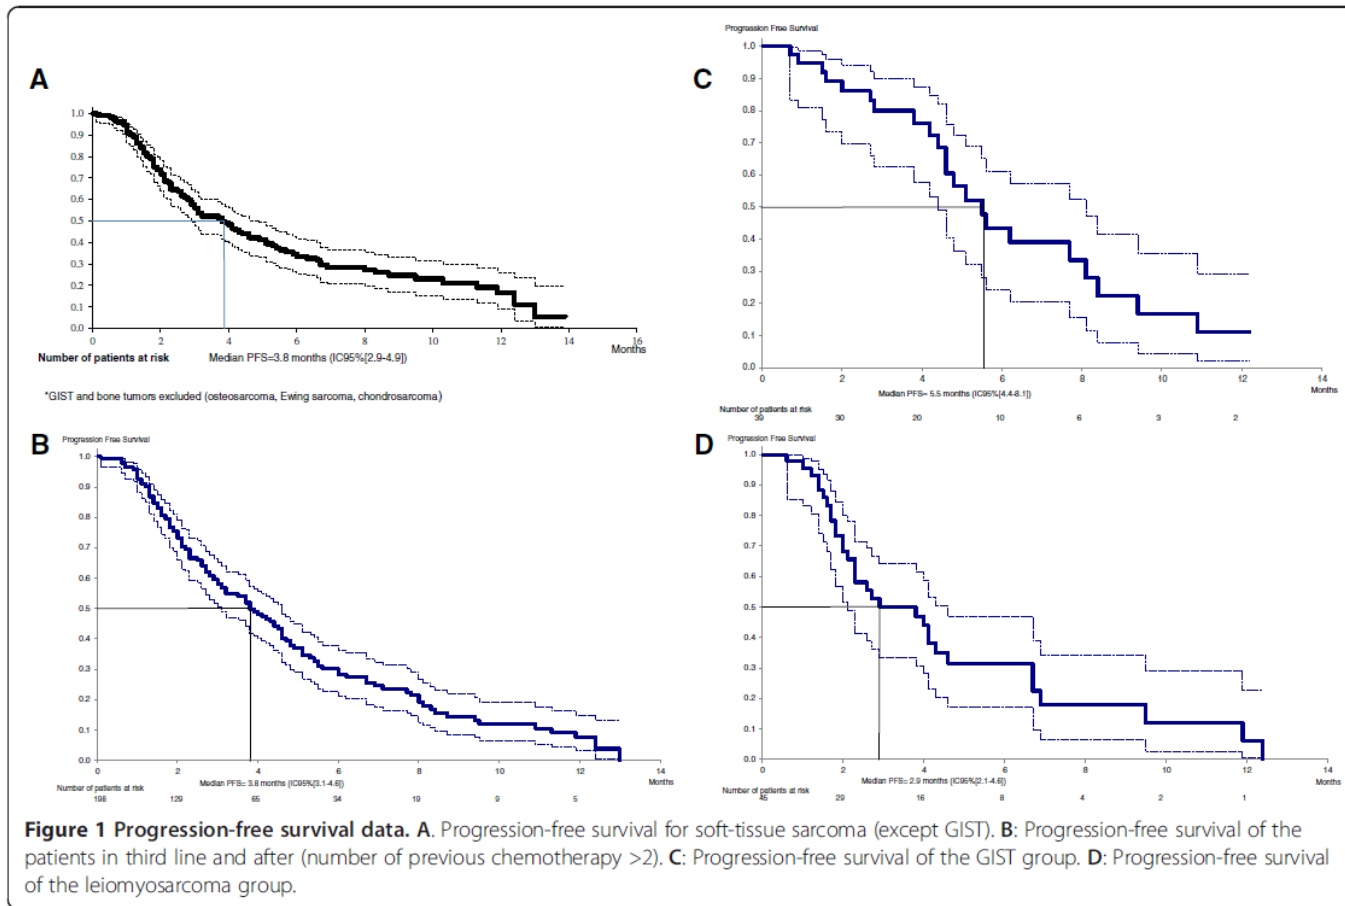 A
1.0
0.9
0.8
0.7
0.6
0.5
0.4
0.3
0.2
0.1
0.0
0 2 4 6 8 10 12 14 16
Months
Number of patients at risk Median PFS=3.8 months (IC95%[2.9-4.9])
*GIST and bone tumors excluded (osteosarcoma, Ewing sarcoma, chondrosarcoma)
B
Progression Free Survival
1.0
0.9
0.8
0.7
0.6
0.5
0.4
0.3
0.2
0.1
0.0
0 2 4 6 8 10 12 14
Median PFS= 3.8 months (IC95%[3.1-4.6])
Months
Number of patients at risk
198 129 65 34 19 9 5
C
Progression Free Survival
1.0
0.9
0.8
0.7
0.6
0.5
0.4
0.3
0.2
0.1
0.0
0 2 4 6 8 10 12 14
Median PFS= 5.5 months (IC95%[4.4-8.1])
Months
Number of patients at risk
39 30 20 10 6 3 2
D
Progression Free Survival
1.0
0.9
0.8
0.7
0.6
0.5
0.4
0.3
0.2
0.1
0.0
0 2 4 6 8 10 12 14
Median PFS= 2.9 months (IC95%[2.1-4.6])
Months
Number of patients at risk
29 16 8 4 2 1
Figure 1 Progression-free survival data. A. Progression-free survival for soft-tissue sarcoma (except GIST). B: Progression-free survival of the
patients in third line and after (number of previous chemotherapy >2). C: Progression-free survival of the GIST group. D: Progression-free survival
of the leiomyosarcoma group.